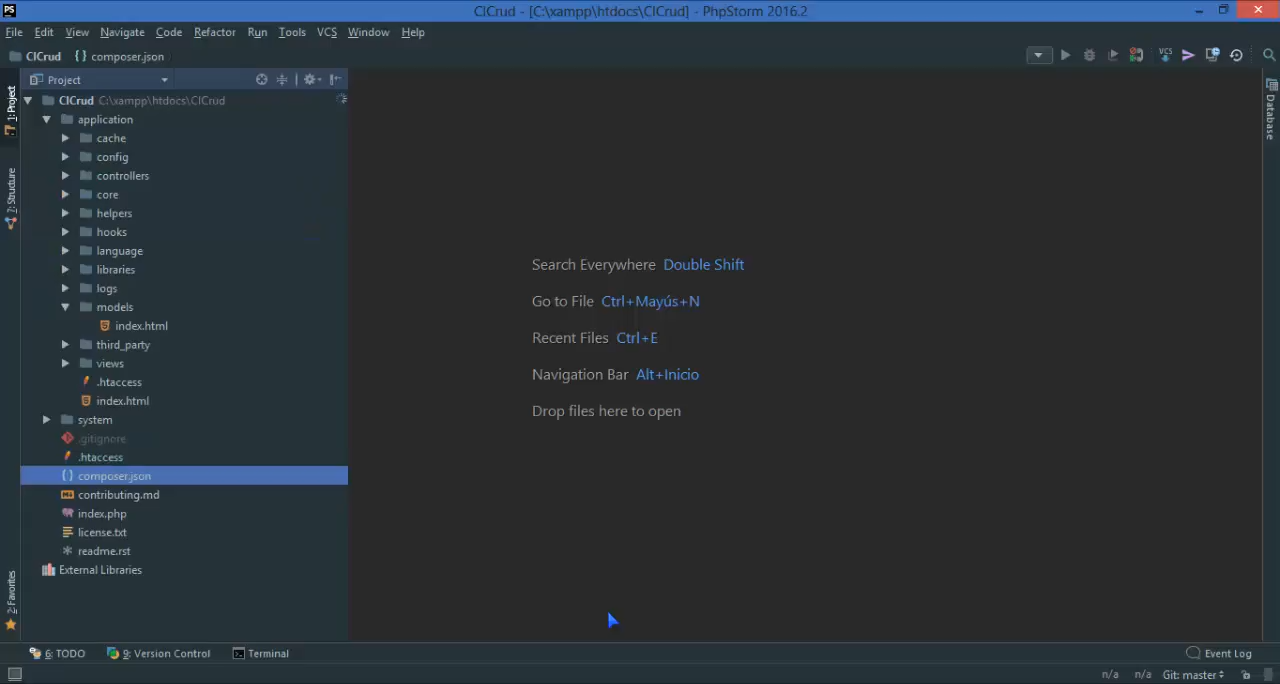 PS
CICrud - [C:\xampp\htdocs\CICrud] - PhpStorm 2016.2
File Edit View Navigate Code Refactor Run Tools VCS Window Help
CICrud composer.json
VCS
Project
1: Project
7: Structure
2: Favorites
Database
CICrud C:\xampp\htdocs\CICrud
application
cache
config
controllers
core
helpers
hooks
language
libraries
logs
models
index.html
third_party
views
.htaccess
index.html
system
.gitignore
.htaccess
composer.json
contributing.md
index.php
license.txt
readme.rst
External Libraries
Search Everywhere Double Shift
Go to File Ctrl+Mayús+N
Recent Files Ctrl+E
Navigation Bar Alt+Inicio
Drop files here to open
6: TODO 9: Version Control Terminal Event Log
n/a n/a Git: master